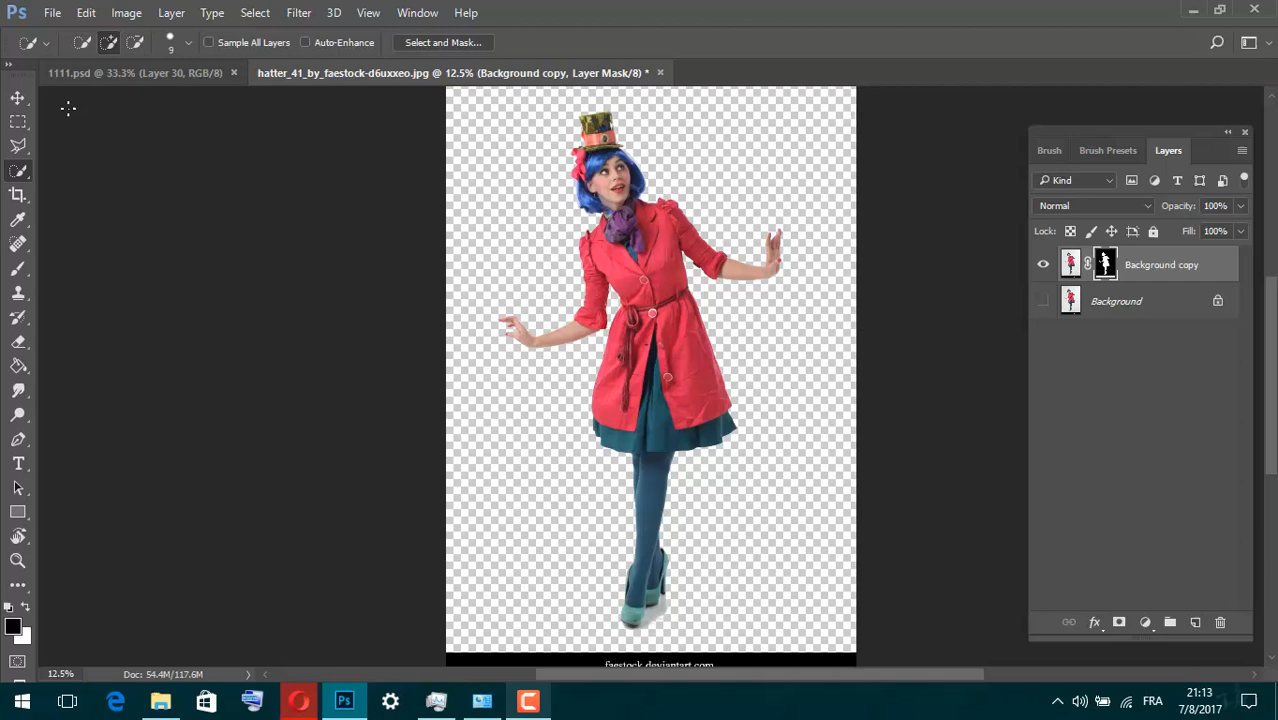 Ps File Edit Image Layer Type Select Filter 3D View Window Help
9 Sample All Layers Auto-Enhance Select and Mask...
1111.psd @ 33.3% (Layer 30, RGB/8) × hatter_41_by_faestock-d6uxxeo.jpg @ 12.5% (Background copy, Layer Mask/8) * ×
Brush Brush Presets Layers
Kind
Normal Opacity: 100%
Lock: Fill: 100%
Background copy
Background
faestock.deviantart.com
12.5% Doc: 54.4M/117.6M
Ps FRA 21:13
7/8/2017